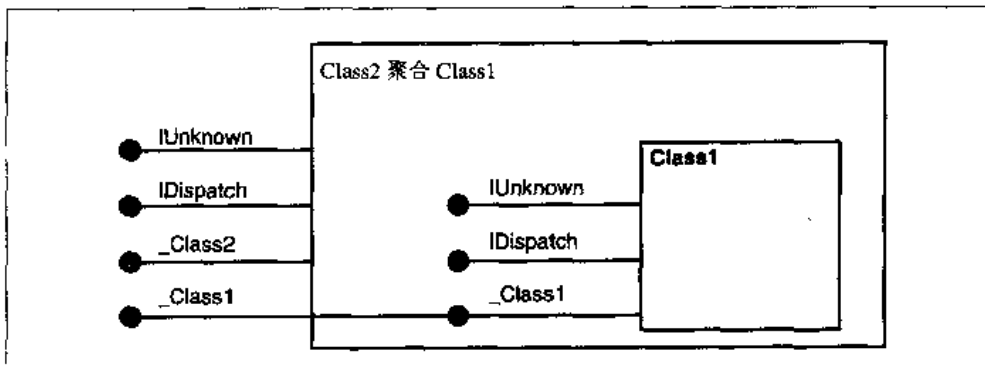 Class2 聚合 Class1
IUnknown
IDispatch
_Class2
_Class1
Class1
IUnknown
IDispatch
_Class1